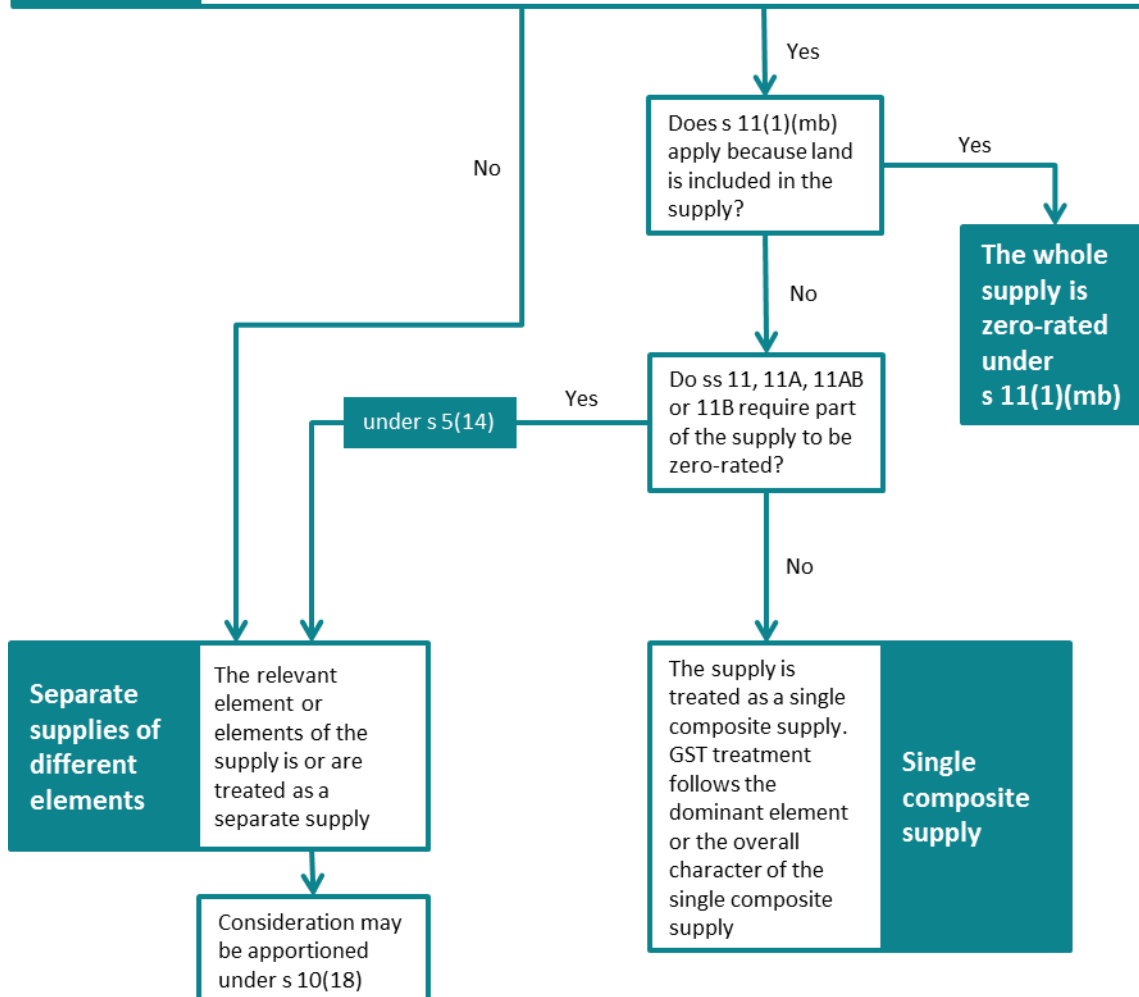 Yes
Does s 11(1)(mb)
apply because land
is included in the
supply?
Yes
No
The whole
supply is
zero-rated
under
s 11(1)(mb)
No
Do ss 11, 11A, 11AB
or 11B require part
of the supply to be
zero-rated?
Yes
under s 5(14)
No
Separate
supplies of
different
elements
The relevant
element or
elements of the
supply is or are
treated as a
separate supply
The supply is
treated as a single
composite supply.
GST treatment
follows the
dominant element
or the overall
character of the
single composite
supply
Single
composite
supply
Consideration may
be apportioned
under s 10(18)